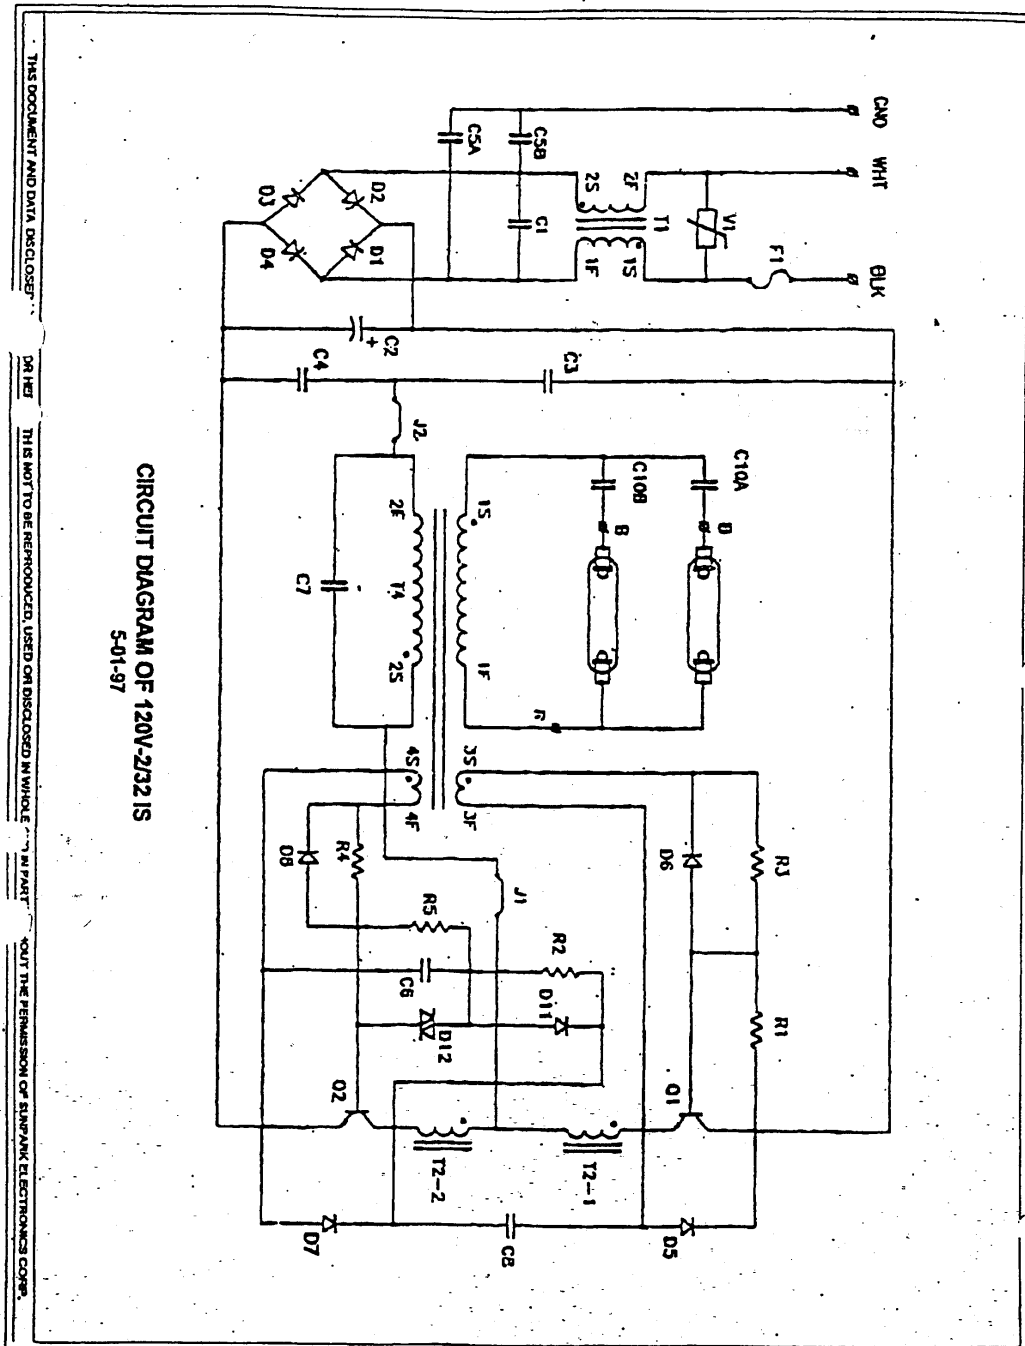 GND
WHT
BLK
C5A
C5B
2S
2F
C1
T1
V1
F1
1F
1S
D3
D2
D4
D1
C2
+
C4
C3
J2
C10A
C10B
B
B
1S
1F
R
2F
T4
2S
C7
4S
4F
3S
3F
D8
R4
R5
J1
D6
R3
R2
R1
C6
D11
D12
Q2
Q1
T2-2
T2-1
D7
C8
D5
CIRCUIT DIAGRAM OF 120V-2/32 IS
5-01-97
THIS DOCUMENT AND DATA DISCLOSED
THIS NOT TO BE REPRODUCED, USED OR DISCLOSED IN WHOLE IN PART
THE PERMISSION OF SUNPARK ELECTRONICS CORP.